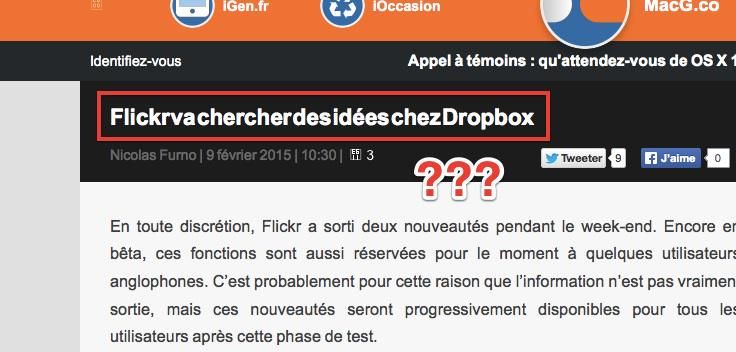 iGen.fr
iOccasion
MacG.co
Identifiez-vous
Appel à témoins : qu'attendez-vous de OS X 1
Flickrvachercherdesidéeschez Dropbox
Nicolas Furno | 9 février 2015 | 10:30 | 3
Tweeter 9 J'aime 0
???
En toute discrétion, Flickr a sorti deux nouveautés pendant le week-end. Encore en
bêta, ces fonctions sont aussi réservées pour le moment à quelques utilisateurs
anglophones. C'est probablement pour cette raison que l'information n'est pas vraimen
sortie, mais ces nouveautés seront progressivement disponibles pour tous les
utilisateurs après cette phase de test.